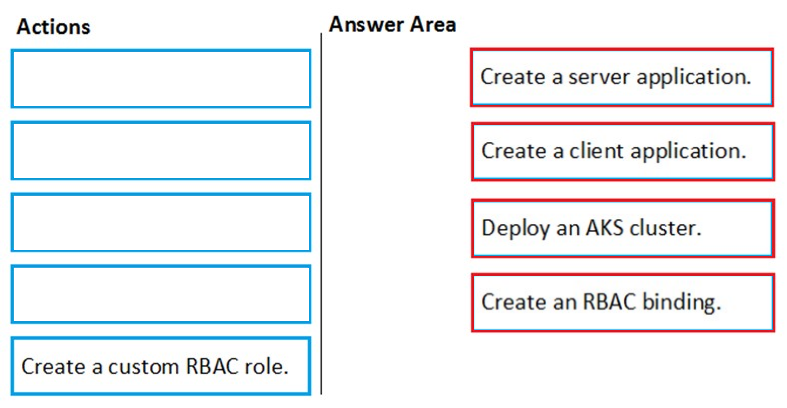 Actions
Answer Area
Create a server application.
Create a client application.
Deploy an AKS cluster.
Create an RBAC binding.
Create a custom RBAC role.